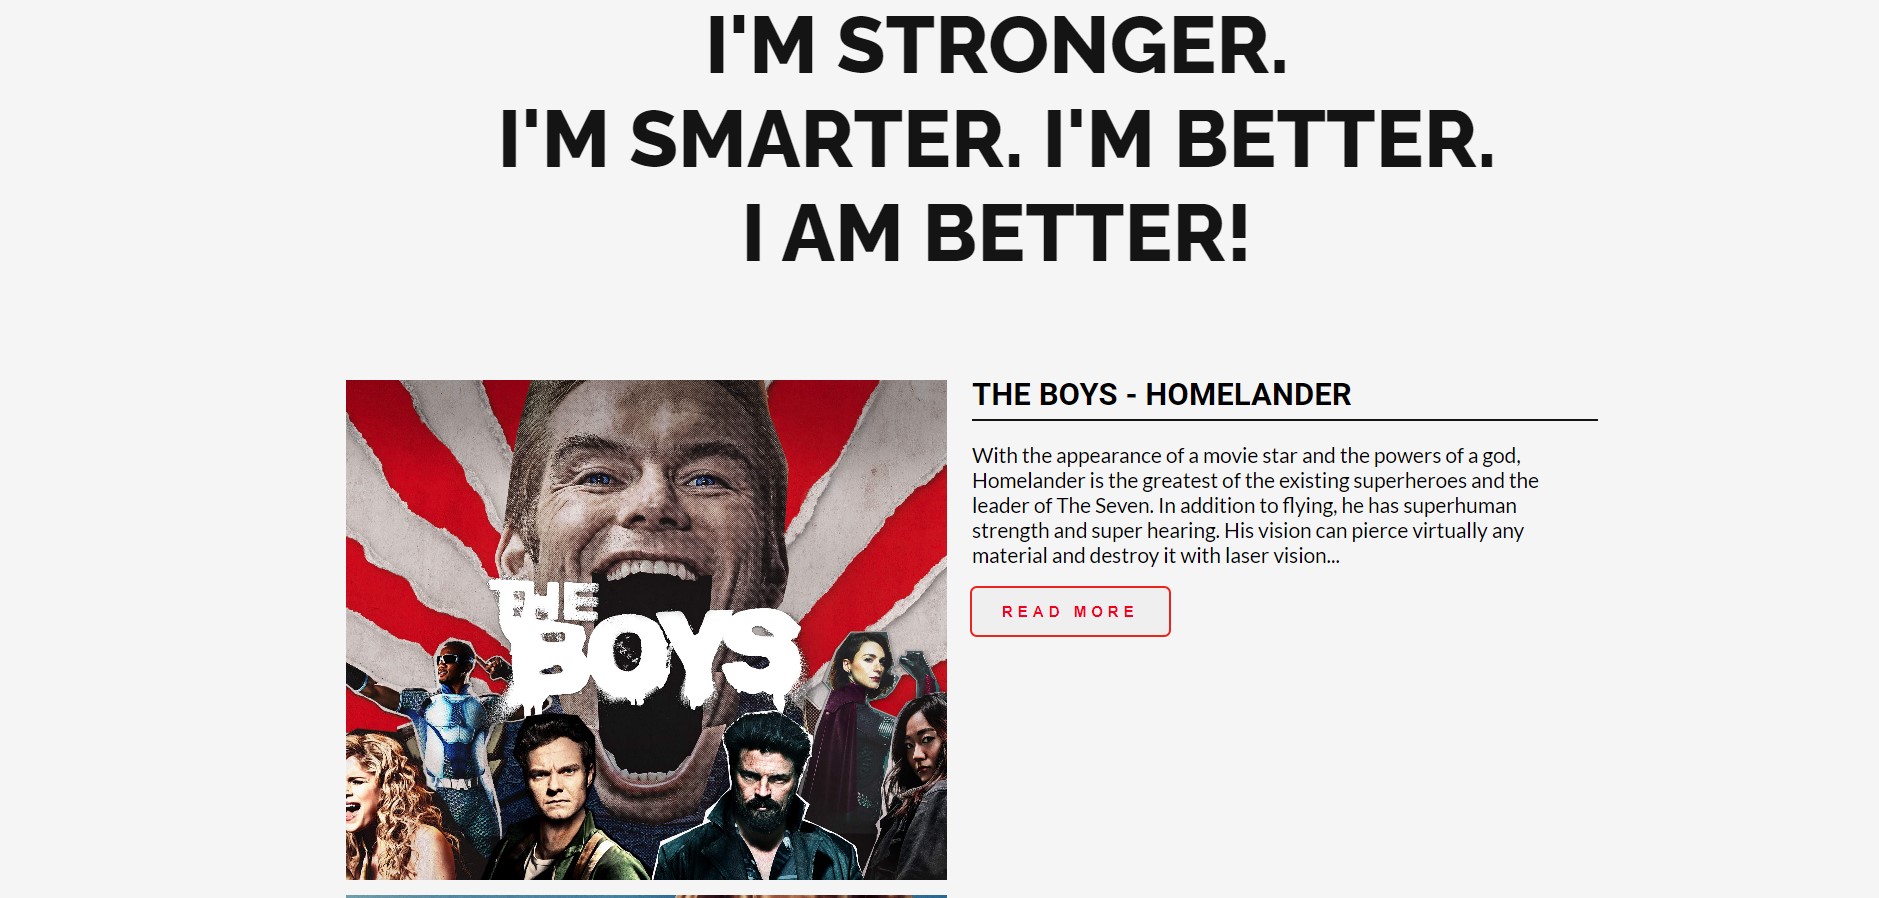 I'M STRONGER.
I'M SMARTER. I'M BETTER.
I AM BETTER!
THE BOYS - HOMELANDER
With the appearance of a movie star and the powers of a god,
Homelander is the greatest of the existing superheroes and the
leader of The Seven. In addition to flying, he has superhuman
strength and super hearing. His vision can pierce virtually any
material and destroy it with laser vision...
READ MORE
THE
BOYS